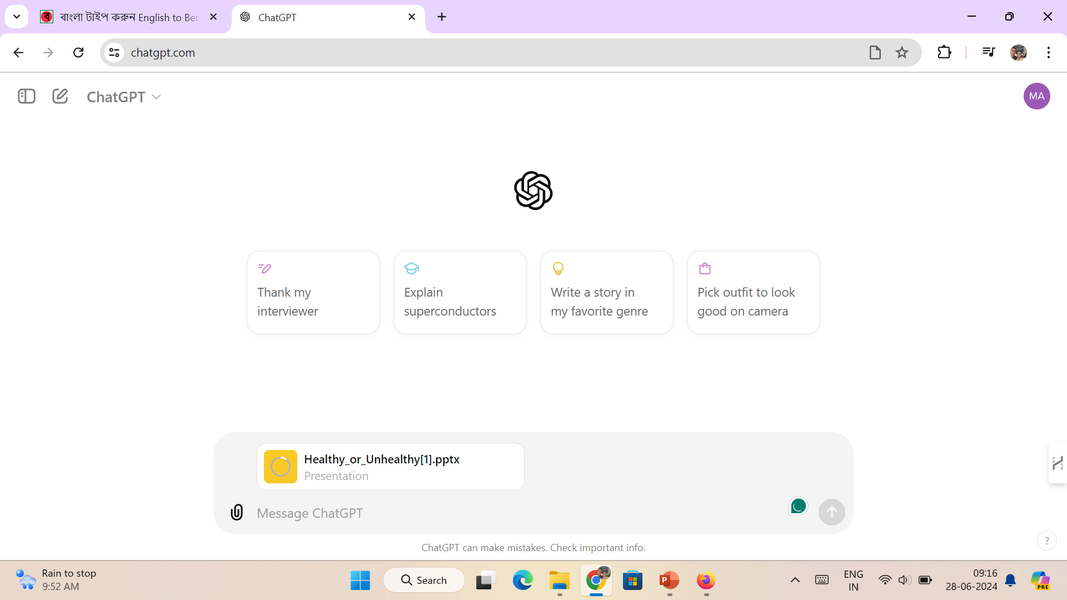 বাংলা টাইপ করুন English to Ber
ChatGPT
chatgpt.com
ChatGPT
MA
Thank my
interviewer
Explain
superconductors
Write a story in
my favorite genre
Pick outfit to look
good on camera
Healthy_or_Unhealthy[1].pptx
Presentation
Message ChatGPT
ChatGPT can make mistakes. Check important info.
?
Rain to stop
9:52 AM
Search
ENG
IN
09:16
28-06-2024
PRE